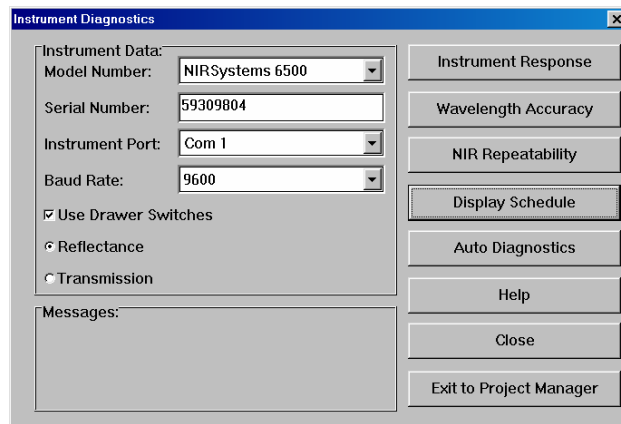 Instrument Diagnostics
Instrument Data:
Model Number: NIRSystems 6500
Serial Number: 59309804
Instrument Port: Com 1
Baud Rate: 9600
Use Drawer Switches
Reflectance
Transmission
Messages:
Instrument Response
Wavelength Accuracy
NIR Repeatability
Display Schedule
Auto Diagnostics
Help
Close
Exit to Project Manager